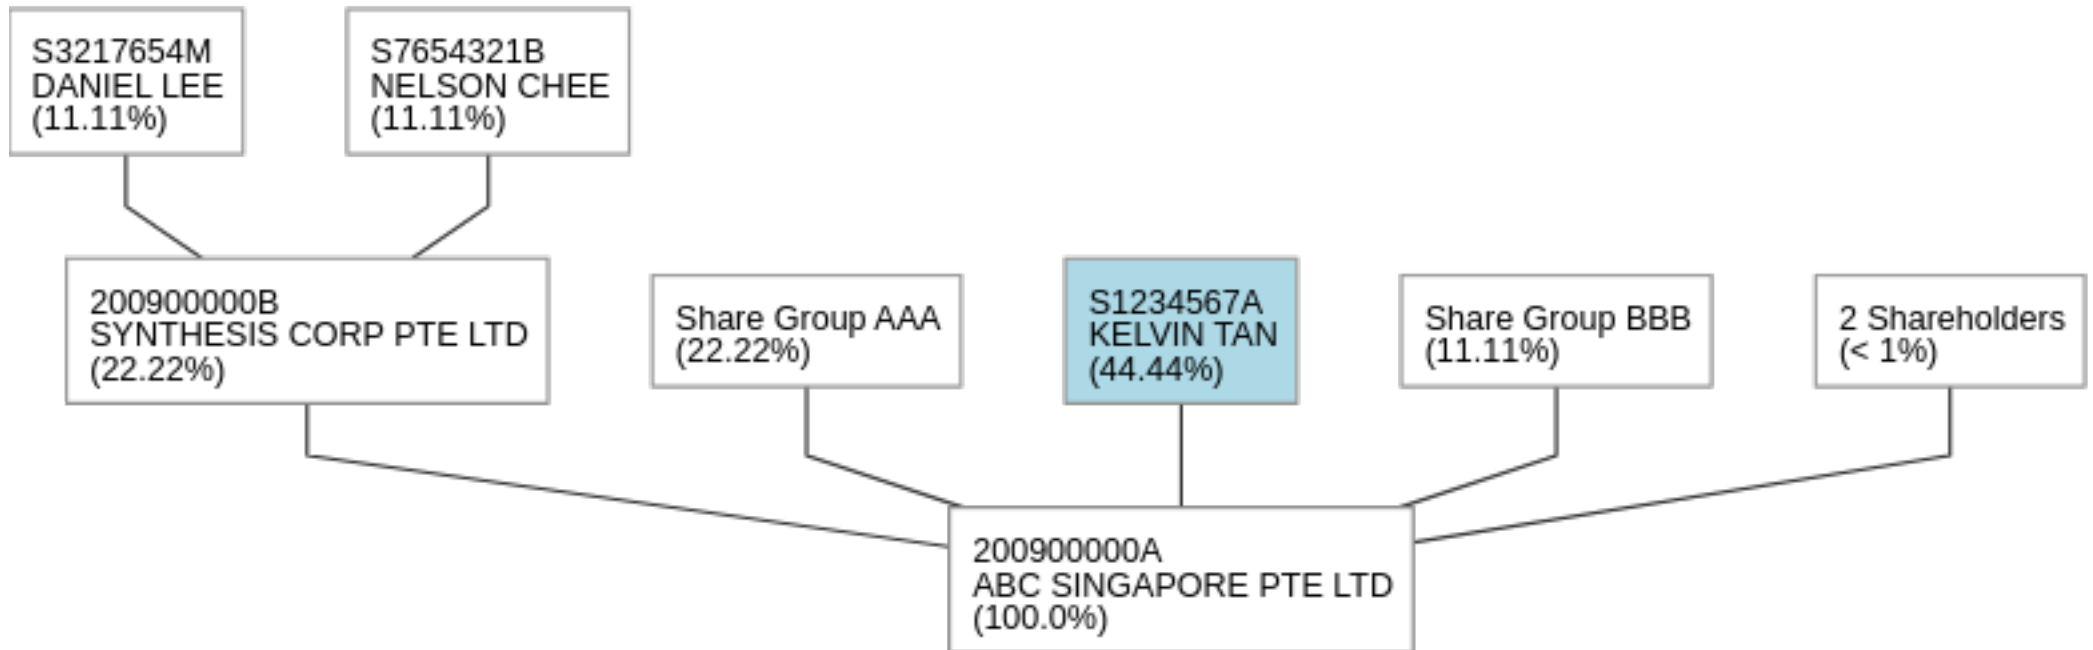 S3217654M
DANIEL LEE
(11.11%)
S7654321B
NELSON CHEE
(11.11%)
200900000B
SYNTHESIS CORP PTE LTD
(22.22%)
Share Group AAA
(22.22%)
S1234567A
KELVIN TAN
(44.44%)
Share Group BBB
(11.11%)
2 Shareholders
(< 1%)
200900000A
ABC SINGAPORE PTE LTD
(100.0%)